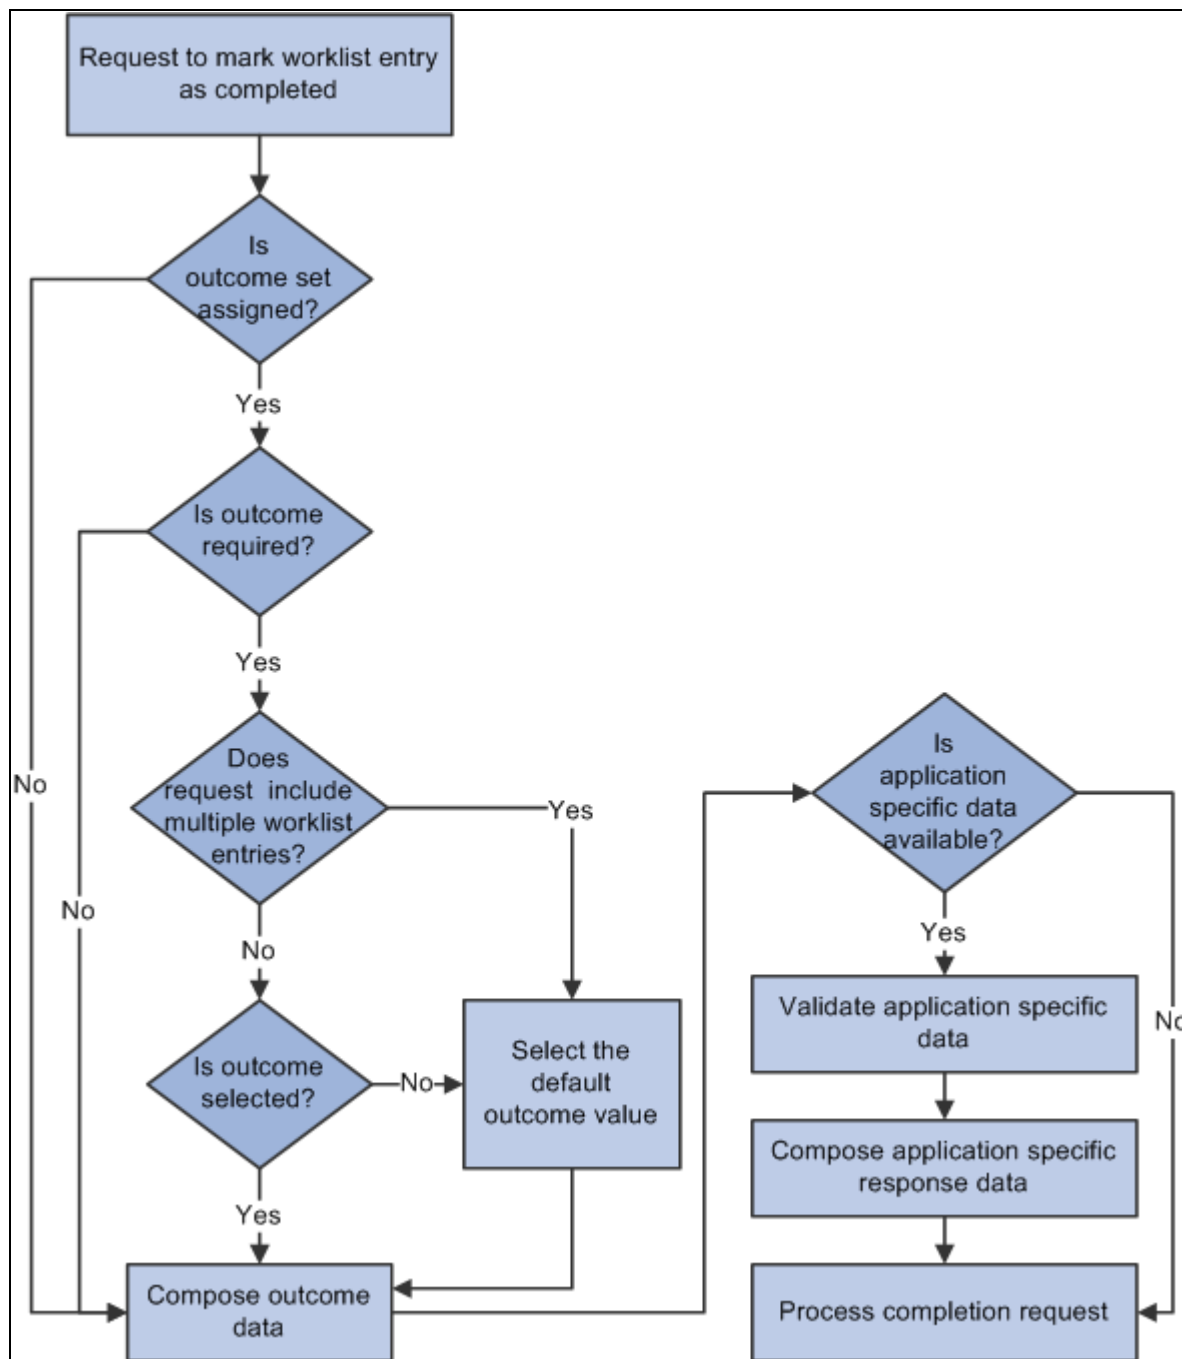 Request to mark worklist entry
as completed
Is
outcome set
assigned?
Yes
Is outcome
required?
Yes
Does
request include
multiple worklist
entries?
Yes
No
No
No
Is outcome
selected?
No
Select the
default
outcome value
Yes
Compose outcome
data
Is
application
specific data
available?
Yes
Validate application specific
data
No
Compose application specific
response data
Process completion request